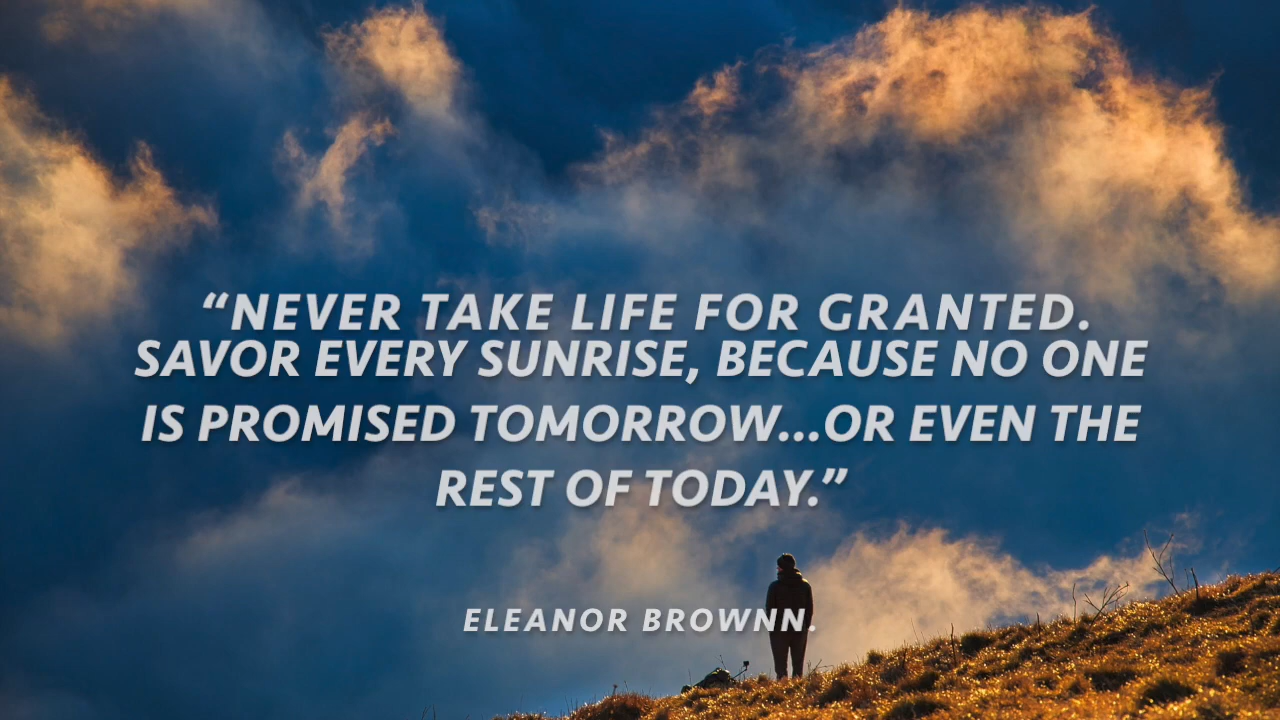 “NEVER TAKE LIFE FOR GRANTED.
SAVOR EVERY SUNRISE, BECAUSE NO ONE
IS PROMISED TOMORROW...OR EVEN THE
REST OF TODAY.”
ELEANOR BROWNN.